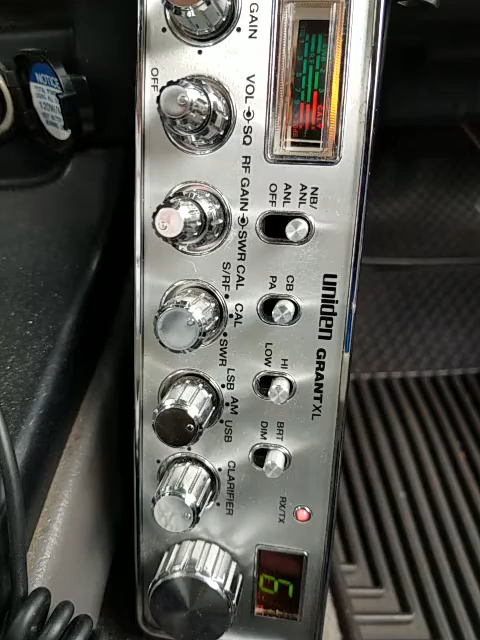 GAIN
OFF
VOL
SQ
RF GAIN
SWR CAL
S/RF
CAL
SWR
LSB
AM
USB
CLARIFIER
NB/
ANL
ANL
OFF
CB
PA
HI
LOW
BRT
DIM
RX/TX
uniden GRANT XL
NOTICE